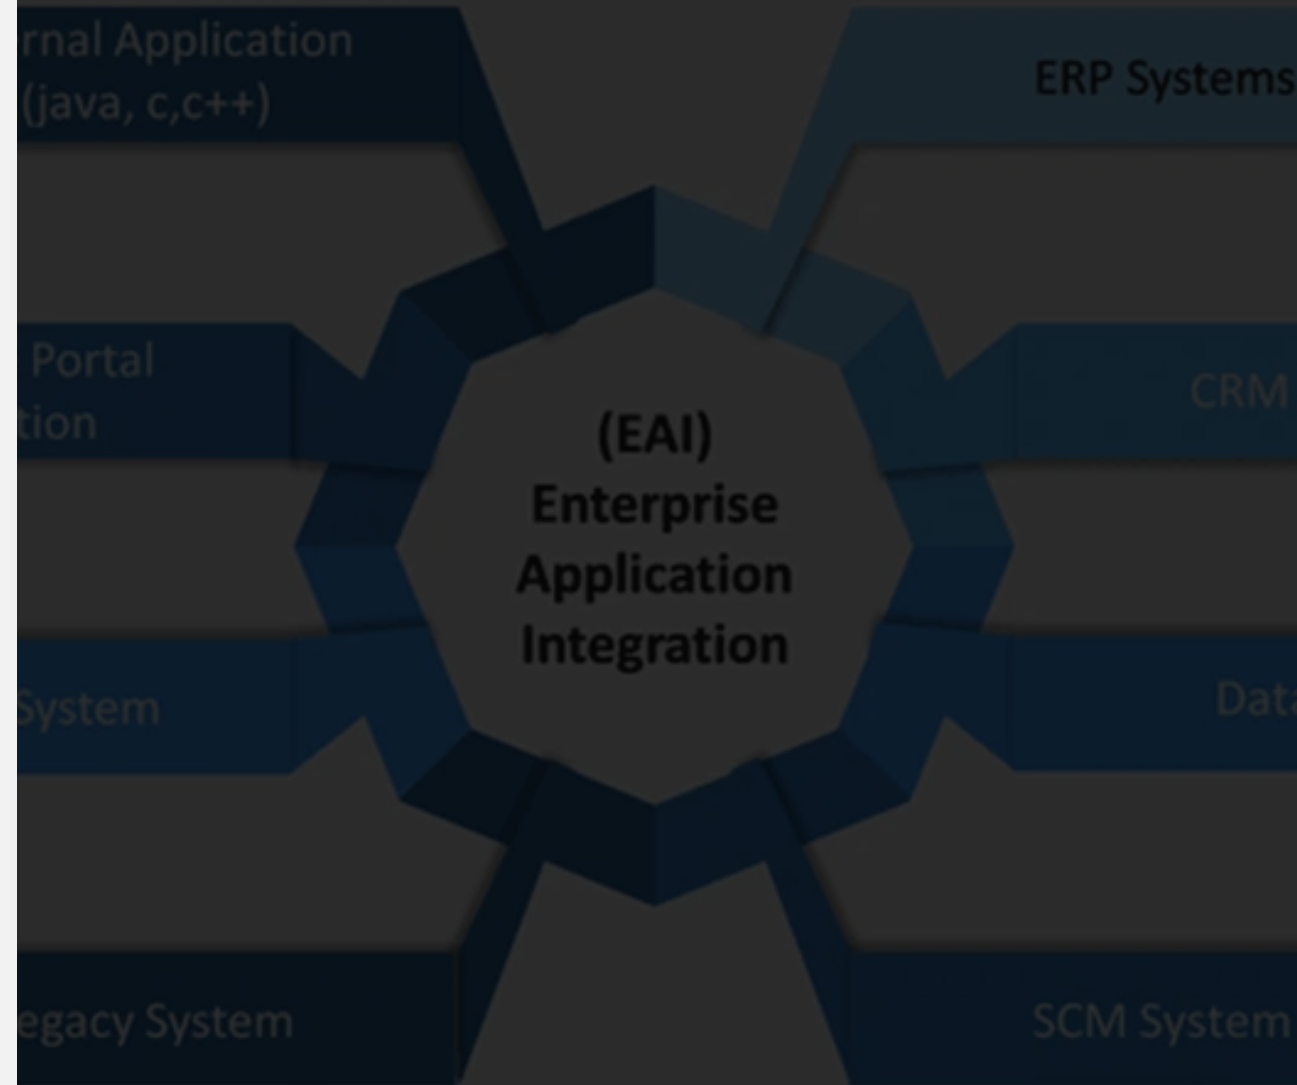 rnal Application
(java, c,c++)
ERP Systems
Portal
tion
CRM
(EAI)
Enterprise
Application
Integration
System
Data
egacy System
SCM System